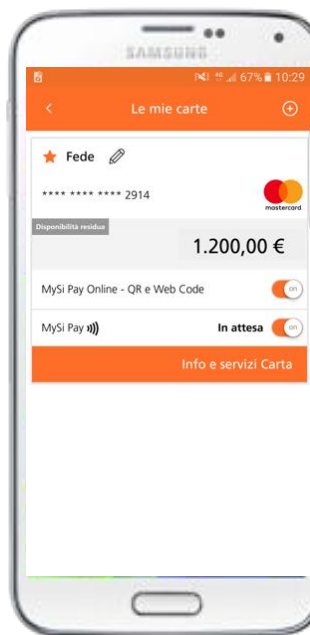 SAMSUNG
4G 67% 10:29
Le mie carte
Fede
**** **** **** 2914
mastercard
Disponibilità residua
1.200,00 €
MySi Pay Online - QR e Web Code
on
MySi Pay
In attesa
on
Info e servizi Carta